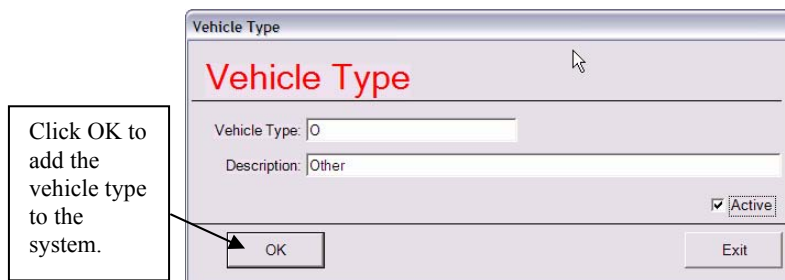 Vehicle Type
Vehicle Type
Vehicle Type: O
Description: Other
Active
OK
Exit
Click OK to
add the
vehicle type
to the
system.